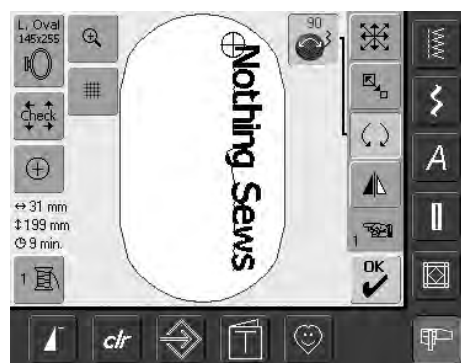 L, Oval
145x255
90
Check
Nothing Sews
↔ 31 mm
↕ 199 mm
9 min.
1
1
OK
A
clr
T